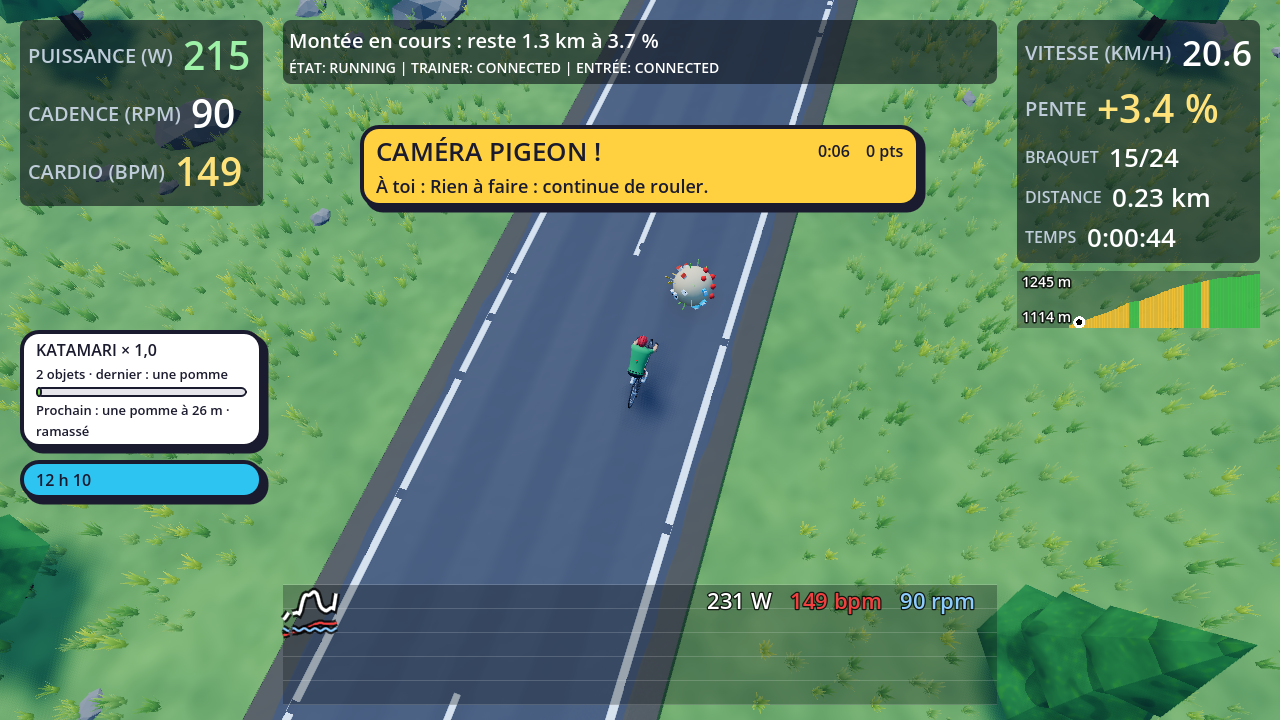 PUISSANCE (W) 215
CADENCE (RPM) 90
CARDIO (BPM) 149
Montée en cours : reste 1.3 km à 3.7 %
ÉTAT: RUNNING | TRAINER: CONNECTED | ENTRÉE: CONNECTED
VITESSE (KM/H) 20.6
PENTE +3.4 %
BRAQUET 15/24
DISTANCE 0.23 km
TEMPS 0:00:44
1245 m
1114 m
CAMÉRA PIGEON ! 0:06 0 pts
À toi : Rien à faire : continue de rouler.
KATAMARI × 1,0
2 objets · dernier : une pomme
Prochain : une pomme à 26 m ·
ramassé
12 h 10
231 W 149 bpm 90 rpm